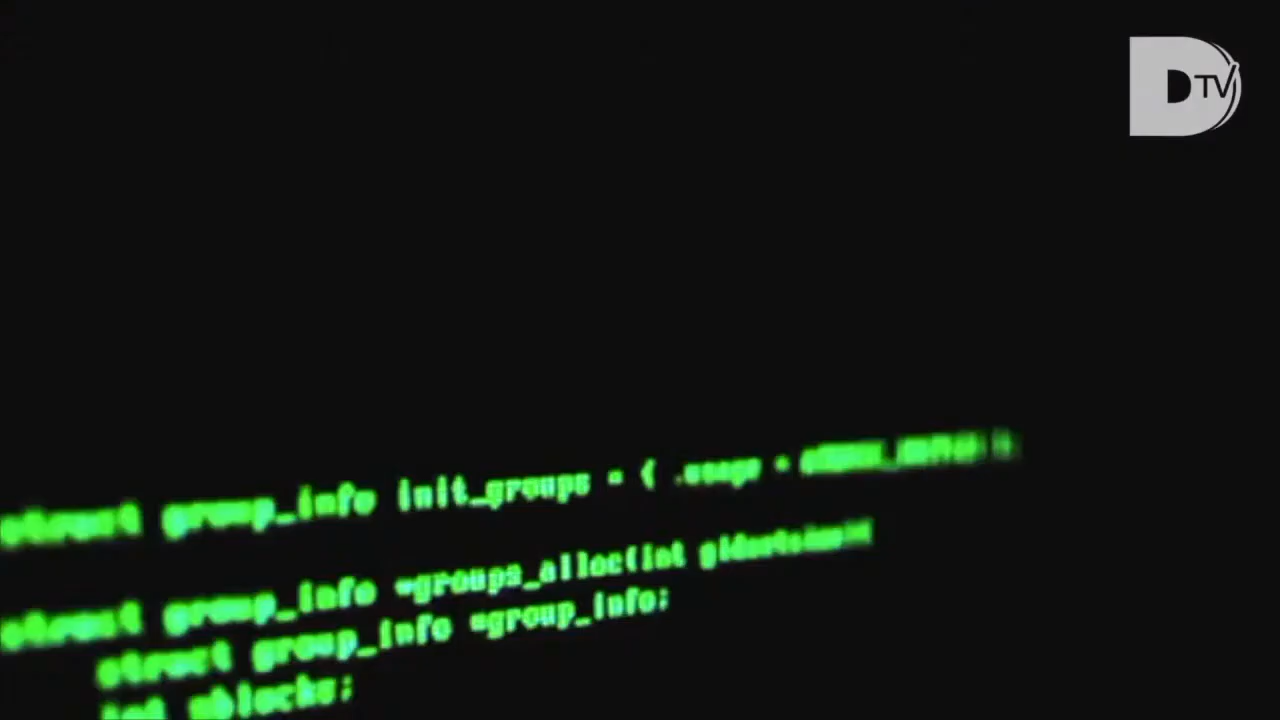 DTV
struct group_info init_groups = { .usage =
struct group_info *groups_alloc(int
struct group_info *group_info;
int nblocks;